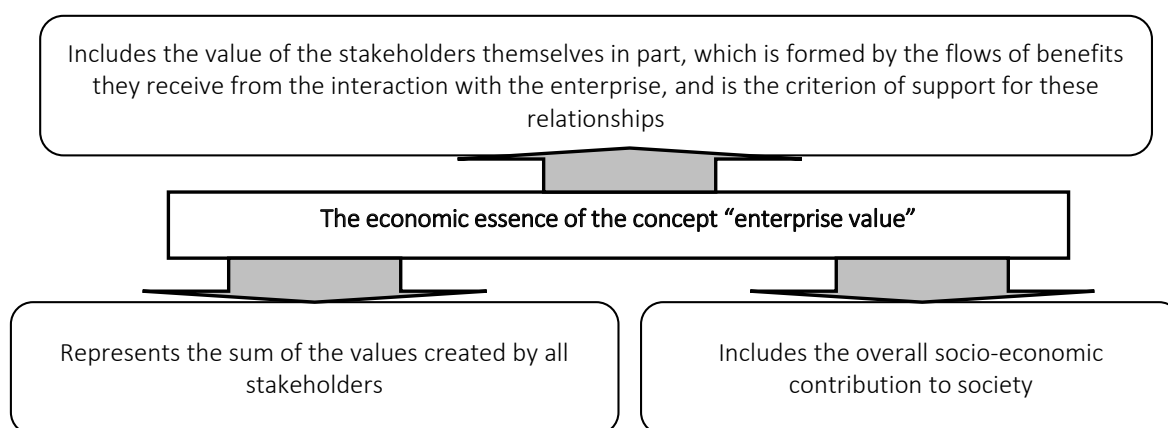 Includes the value of the stakeholders themselves in part, which is formed by the flows of benefits
they receive from the interaction with the enterprise, and is the criterion of support for these
relationships
The economic essence of the concept “enterprise value”
Represents the sum of the values created by all
stakeholders
Includes the overall socio-economic
contribution to society